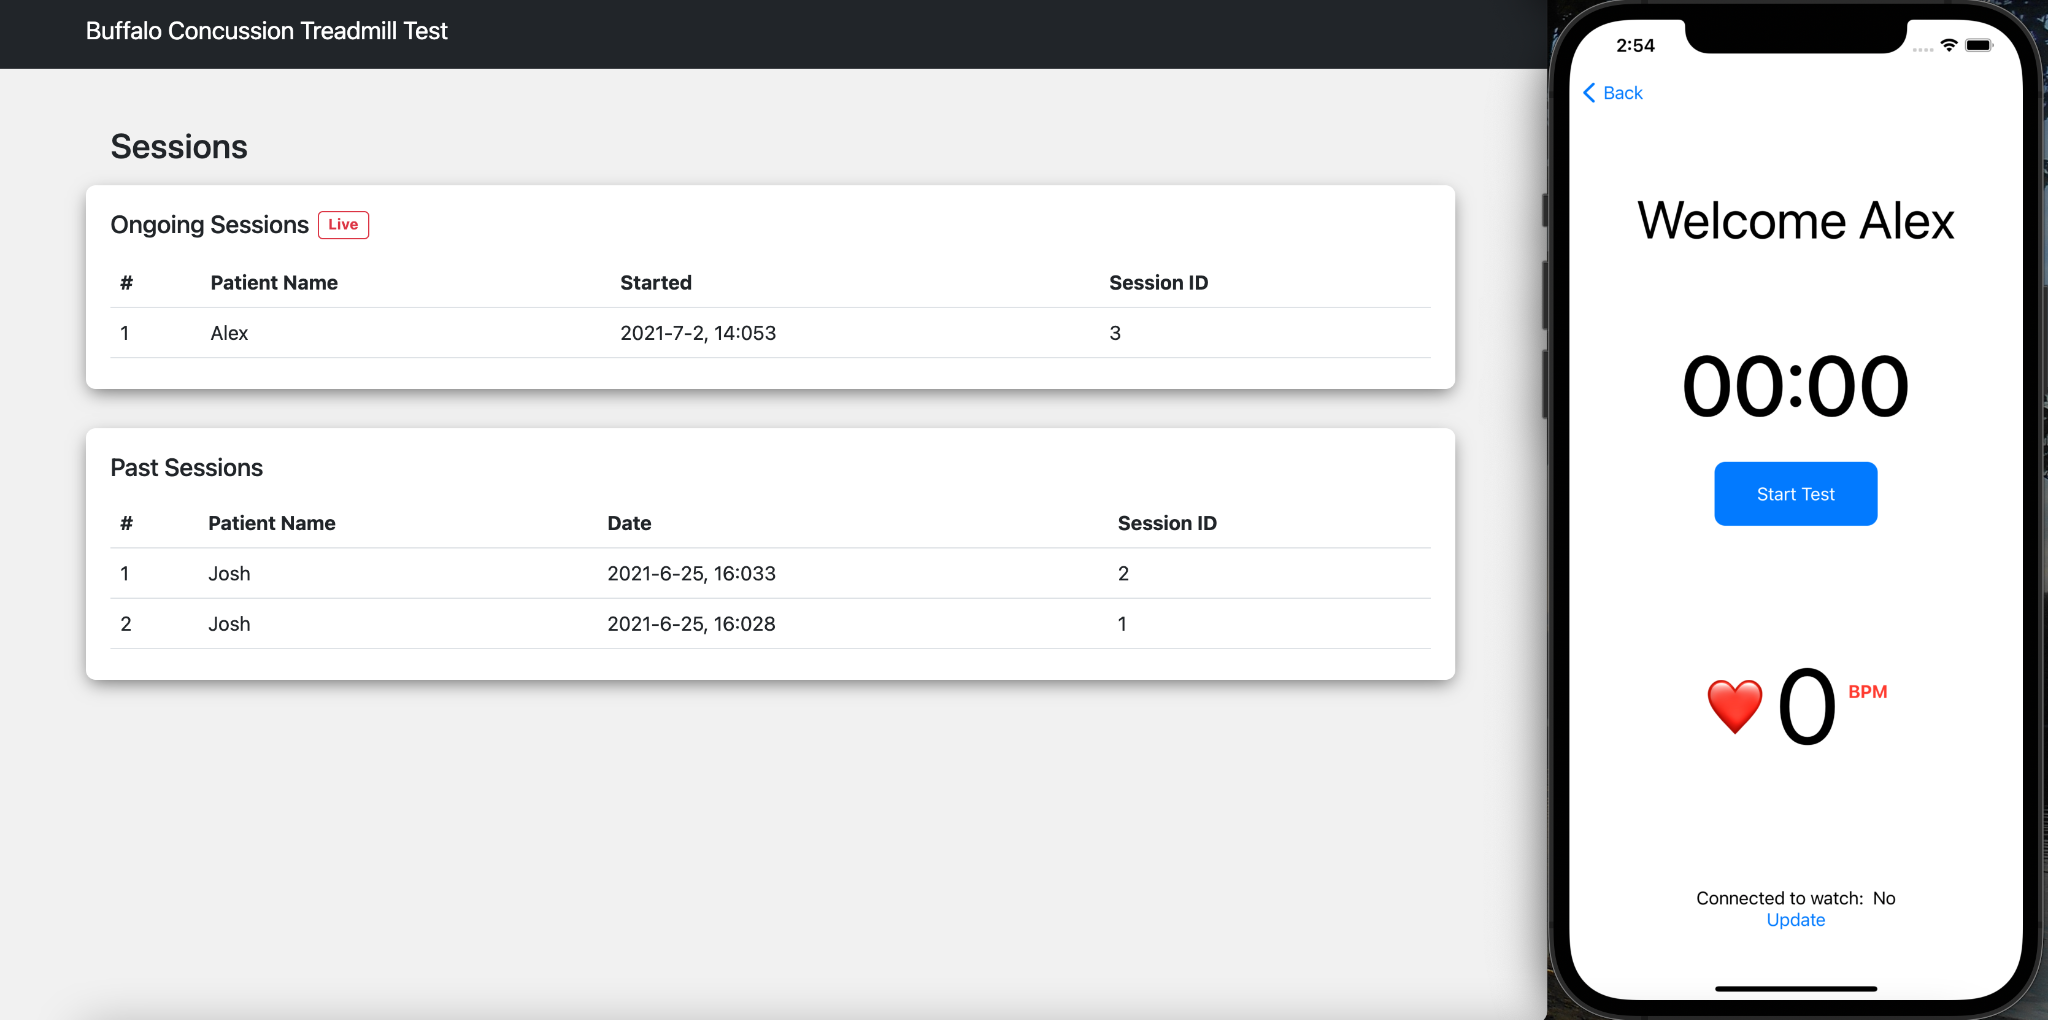 Buffalo Concussion Treadmill Test
Sessions
Ongoing Sessions Live
# Patient Name Started Session ID
1 Alex 2021-7-2, 14:053 3
Past Sessions
# Patient Name Date Session ID
1 Josh 2021-6-25, 16:033 2
2 Josh 2021-6-25, 16:028 1
2:54
Back
Welcome Alex
00:00
Start Test
0 BPM
Connected to watch: No
Update